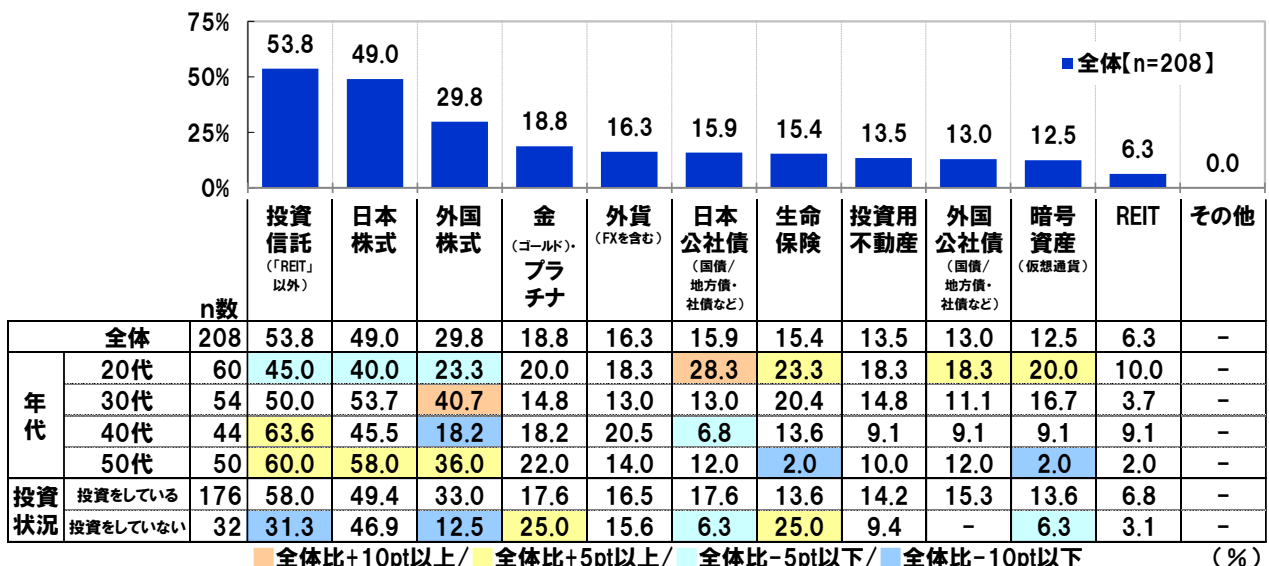 75%
50%
25%
0%
53.8 49.0 29.8 18.8 16.3 15.9 15.4 13.5 13.0 12.5 6.3 0.0
■全体【n=208】
n数
投資信託（「REIT」以外）
日本株式
外国株式
金（ゴールド）・プラチナ
外貨（FXを含む）
日本公社債（国債/地方債・社債など）
生命保険
投資用不動産
外国公社債（国債/地方債・社債など）
暗号資産（仮想通貨）
REIT
その他
全体 208 53.8 49.0 29.8 18.8 16.3 15.9 15.4 13.5 13.0 12.5 6.3 −
年代
20代 60 45.0 40.0 23.3 20.0 18.3 28.3 23.3 18.3 18.3 20.0 10.0 −
30代 54 50.0 53.7 40.7 14.8 13.0 13.0 20.4 14.8 11.1 16.7 3.7 −
40代 44 63.6 45.5 18.2 18.2 20.5 6.8 13.6 9.1 9.1 9.1 9.1 −
50代 50 60.0 58.0 36.0 22.0 14.0 12.0 2.0 10.0 12.0 2.0 2.0 −
投資状況
投資をしている 176 58.0 49.4 33.0 17.6 16.5 17.6 13.6 14.2 15.3 13.6 6.8 −
投資をしていない 32 31.3 46.9 12.5 25.0 15.6 6.3 25.0 9.4 − 6.3 3.1 −
■全体比+10pt以上/■全体比+5pt以上/■全体比-5pt以下/■全体比-10pt以下 （%）